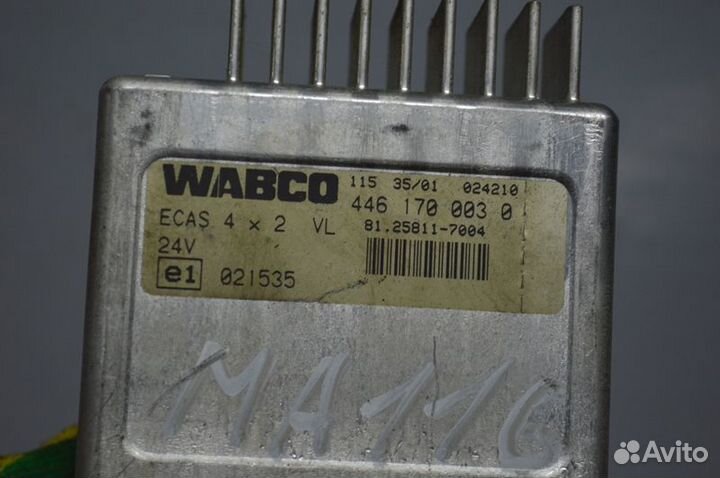 WABCO 115 35/01 024210
446 170 003 0
ECAS 4 × 2 VL 81.25811-7004
24V
e1 021535
MA116
Avito